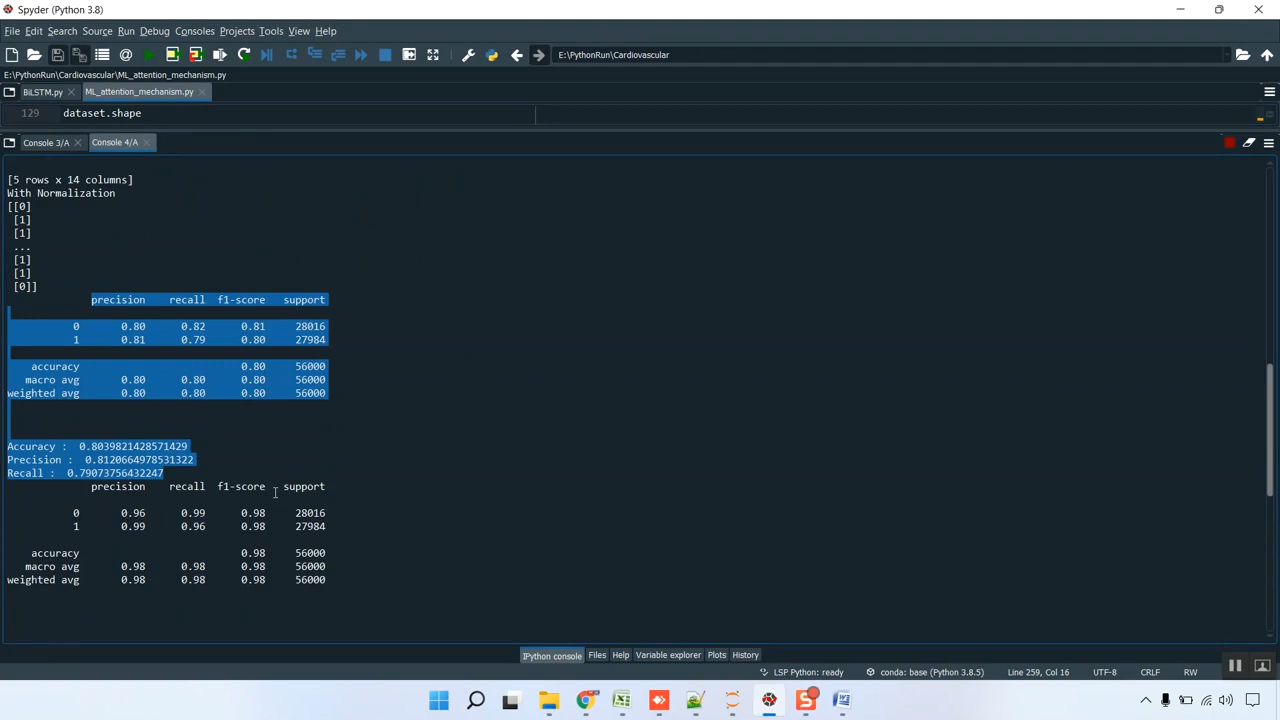 Spyder (Python 3.8)
File Edit Search Source Run Debug Consoles Projects Tools View Help
E:\PythonRun\Cardiovascular
E:\PythonRun\Cardiovascular\ML_attention_mechanism.py
BiLSTM.py ML_attention_mechanism.py
129 dataset.shape
Console 3/A Console 4/A
[5 rows x 14 columns]
With Normalization
[[0]
[1]
[1]
...
[1]
[1]
[0]]
precision recall f1-score support
0 0.80 0.82 0.81 28016
1 0.81 0.79 0.80 27984
accuracy 0.80 56000
macro avg 0.80 0.80 0.80 56000
weighted avg 0.80 0.80 0.80 56000
Accuracy : 0.8039821428571429
Precision : 0.8120664978531322
Recall : 0.79073756432247
precision recall f1-score support
0 0.96 0.99 0.98 28016
1 0.99 0.96 0.98 27984
accuracy 0.98 56000
macro avg 0.98 0.98 0.98 56000
weighted avg 0.98 0.98 0.98 56000
IPython console Files Help Variable explorer Plots History
LSP Python: ready conda: base (Python 3.8.5) Line 259, Col 16 UTF-8 CRLF RW